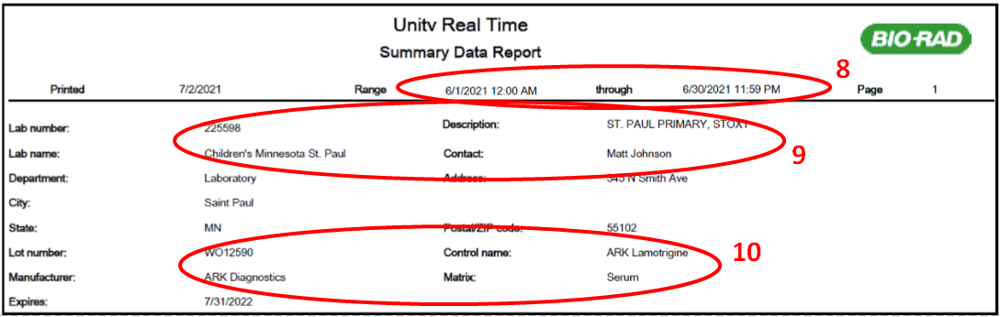 Unity Real Time
Summary Data Report
BIO-RAD
8
Printed 7/2/2021 Range 6/1/2021 12:00 AM through 6/30/2021 11:59 PM Page 1
Lab number: 225598 Description: ST. PAUL PRIMARY, STOX1
Lab name: Children's Minnesota St. Paul Contact: Matt Johnson
9
Department: Laboratory Address: 345 N Smith Ave
City: Saint Paul
State: MN Postal/ZIP code: 55102
Lot number: WO12590 Control name: ARK Lamotrigine
10
Manufacturer: ARK Diagnostics Matrix: Serum
Expires: 7/31/2022